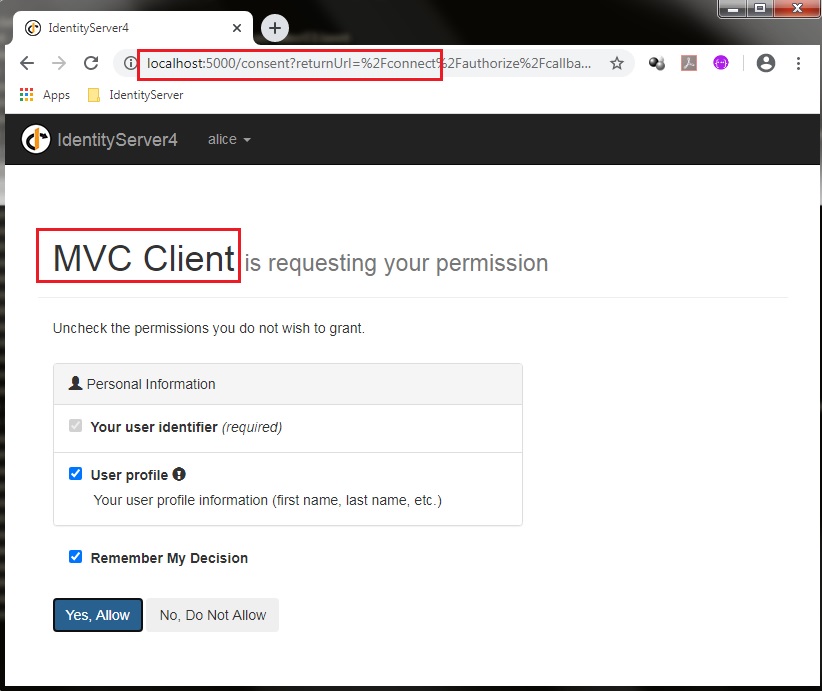 IdentityServer4
localhost:5000/consent?returnUrl=%2Fconnect%2Fauthorize%2Fcallba...
Apps IdentityServer
IdentityServer4 alice
MVC Client is requesting your permission
Uncheck the permissions you do not wish to grant.
Personal Information
Your user identifier (required)
User profile
Your user profile information (first name, last name, etc.)
Remember My Decision
Yes, Allow No, Do Not Allow